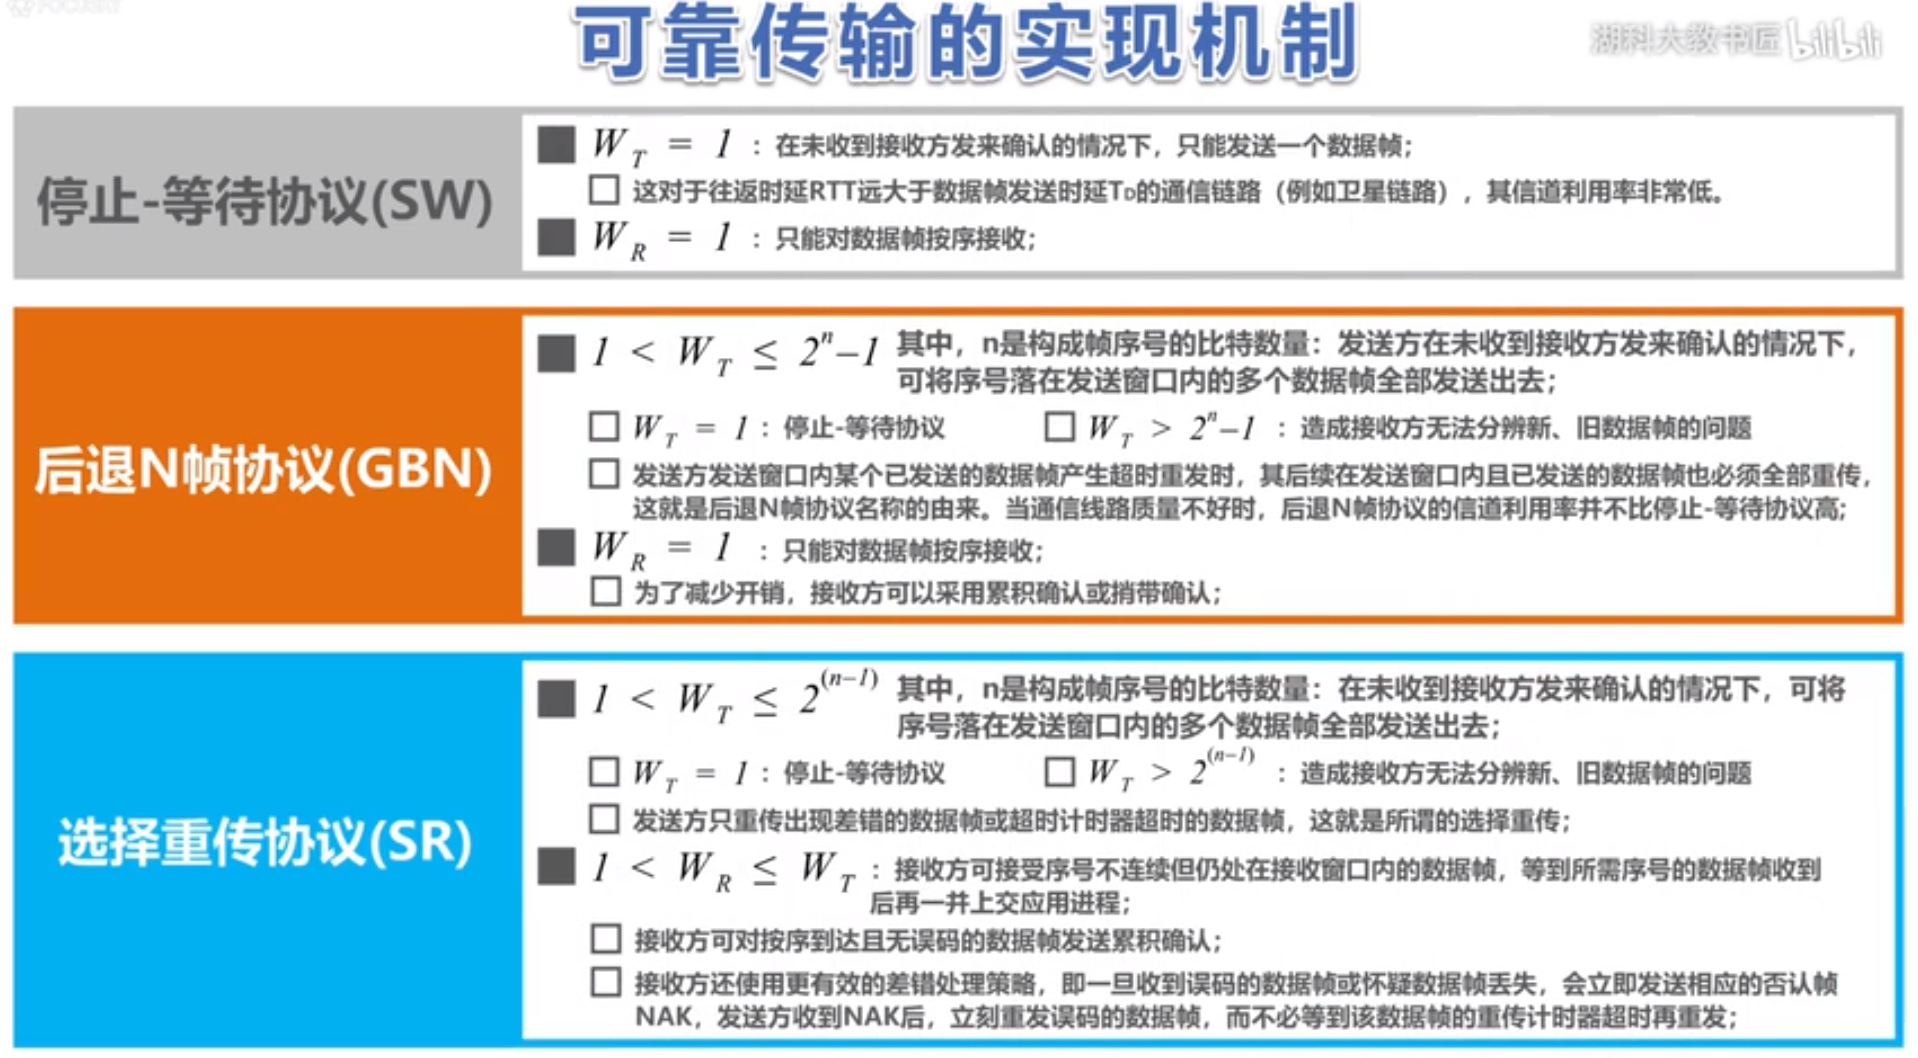 FOCUSKY
可靠传输的实现机制
湖科大教书匠 bilibili
停止-等待协议(SW)
W_T = 1 : 在未收到接收方发来确认的情况下，只能发送一个数据帧；
这对于往返时延RTT远大于数据帧发送时延T_D的通信链路（例如卫星链路），其信道利用率非常低。
W_R = 1 : 只能对数据帧按序接收；
后退N帧协议(GBN)
1 < W_T ≤ 2^n−1 其中，n是构成帧序号的比特数量：发送方在未收到接收方发来确认的情况下，
可将序号落在发送窗口内的多个数据帧全部发送出去；
W_T = 1 : 停止-等待协议 W_T > 2^n−1 : 造成接收方无法分辨新、旧数据帧的问题
发送方发送窗口内某个已发送的数据帧产生超时重发时，其后续在发送窗口内且已发送的数据帧也必须全部重传，
这就是后退N帧协议名称的由来。当通信线路质量不好时，后退N帧协议的信道利用率并不比停止-等待协议高；
W_R = 1 : 只能对数据帧按序接收；
为了减少开销，接收方可以采用累积确认或捎带确认；
选择重传协议(SR)
1 < W_T ≤ 2^(n−1) 其中，n是构成帧序号的比特数量：在未收到接收方发来确认的情况下，可将
序号落在发送窗口内的多个数据帧全部发送出去；
W_T = 1 : 停止-等待协议 W_T > 2^(n−1) : 造成接收方无法分辨新、旧数据帧的问题
发送方只重传出现差错的数据帧或超时计时器超时的数据帧，这就是所谓的选择重传；
1 < W_R ≤ W_T : 接收方可接受序号不连续但仍处在接收窗口内的数据帧，等到所需序号的数据帧收到
后再一并上交应用进程；
接收方可对按序到达且无误码的数据帧发送累积确认；
接收方还使用更有效的差错处理策略，即一旦收到误码的数据帧或怀疑数据帧丢失，会立即发送相应的否认帧
NAK，发送方收到NAK后，立刻重发误码的数据帧，而不必等到该数据帧的重传计时器超时再重发；